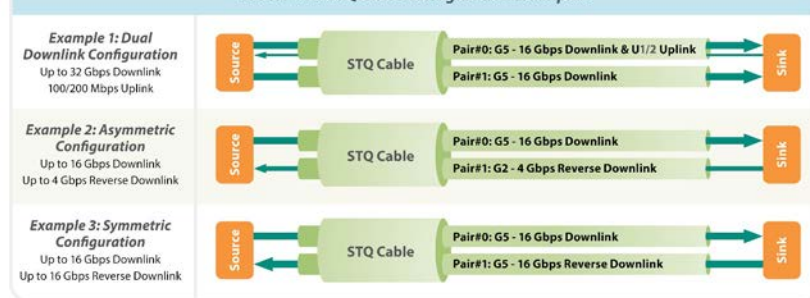 Example 1: Dual
Downlink Configuration
Up to 32 Gbps Downlink
100/200 Mbps Uplink
Source
STQ Cable
Pair#0: G5 - 16 Gbps Downlink & U1/2 Uplink
Pair#1: G5 - 16 Gbps Downlink
Sink
Example 2: Asymmetric
Configuration
Up to 16 Gbps Downlink
Up to 4 Gbps Reverse Downlink
Source
STQ Cable
Pair#0: G5 - 16 Gbps Downlink
Pair#1: G2 - 4 Gbps Reverse Downlink
Sink
Example 3: Symmetric
Configuration
Up to 16 Gbps Downlink
Up to 16 Gbps Reverse Downlink
Source
STQ Cable
Pair#0: G5 - 16 Gbps Downlink
Pair#1: G5 - 16 Gbps Reverse Downlink
Sink